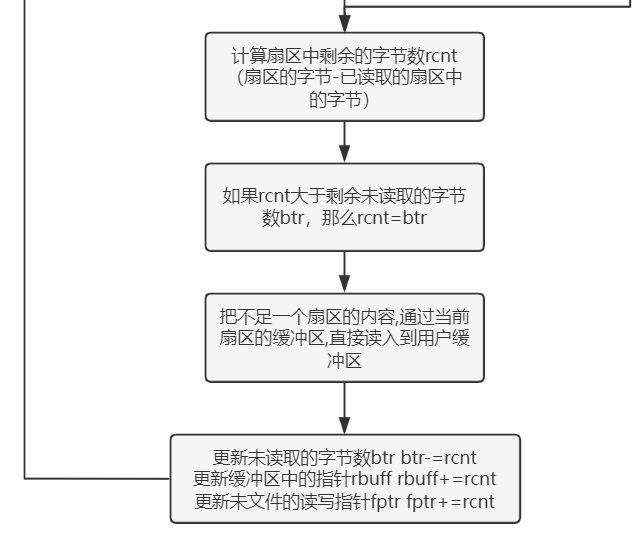 计算扇区中剩余的字节数rcnt
（扇区的字节-已读取的扇区中
的字节）
如果rcnt大于剩余未读取的字节
数btr，那么rcnt=btr
把不足一个扇区的内容,通过当前
扇区的缓冲区,直接读入到用户缓
冲区
更新未读取的字节数btr btr-=rcnt
更新缓冲区中的指针rbuff rbuff+=rcnt
更新未文件的读写指针fptr fptr+=rcnt